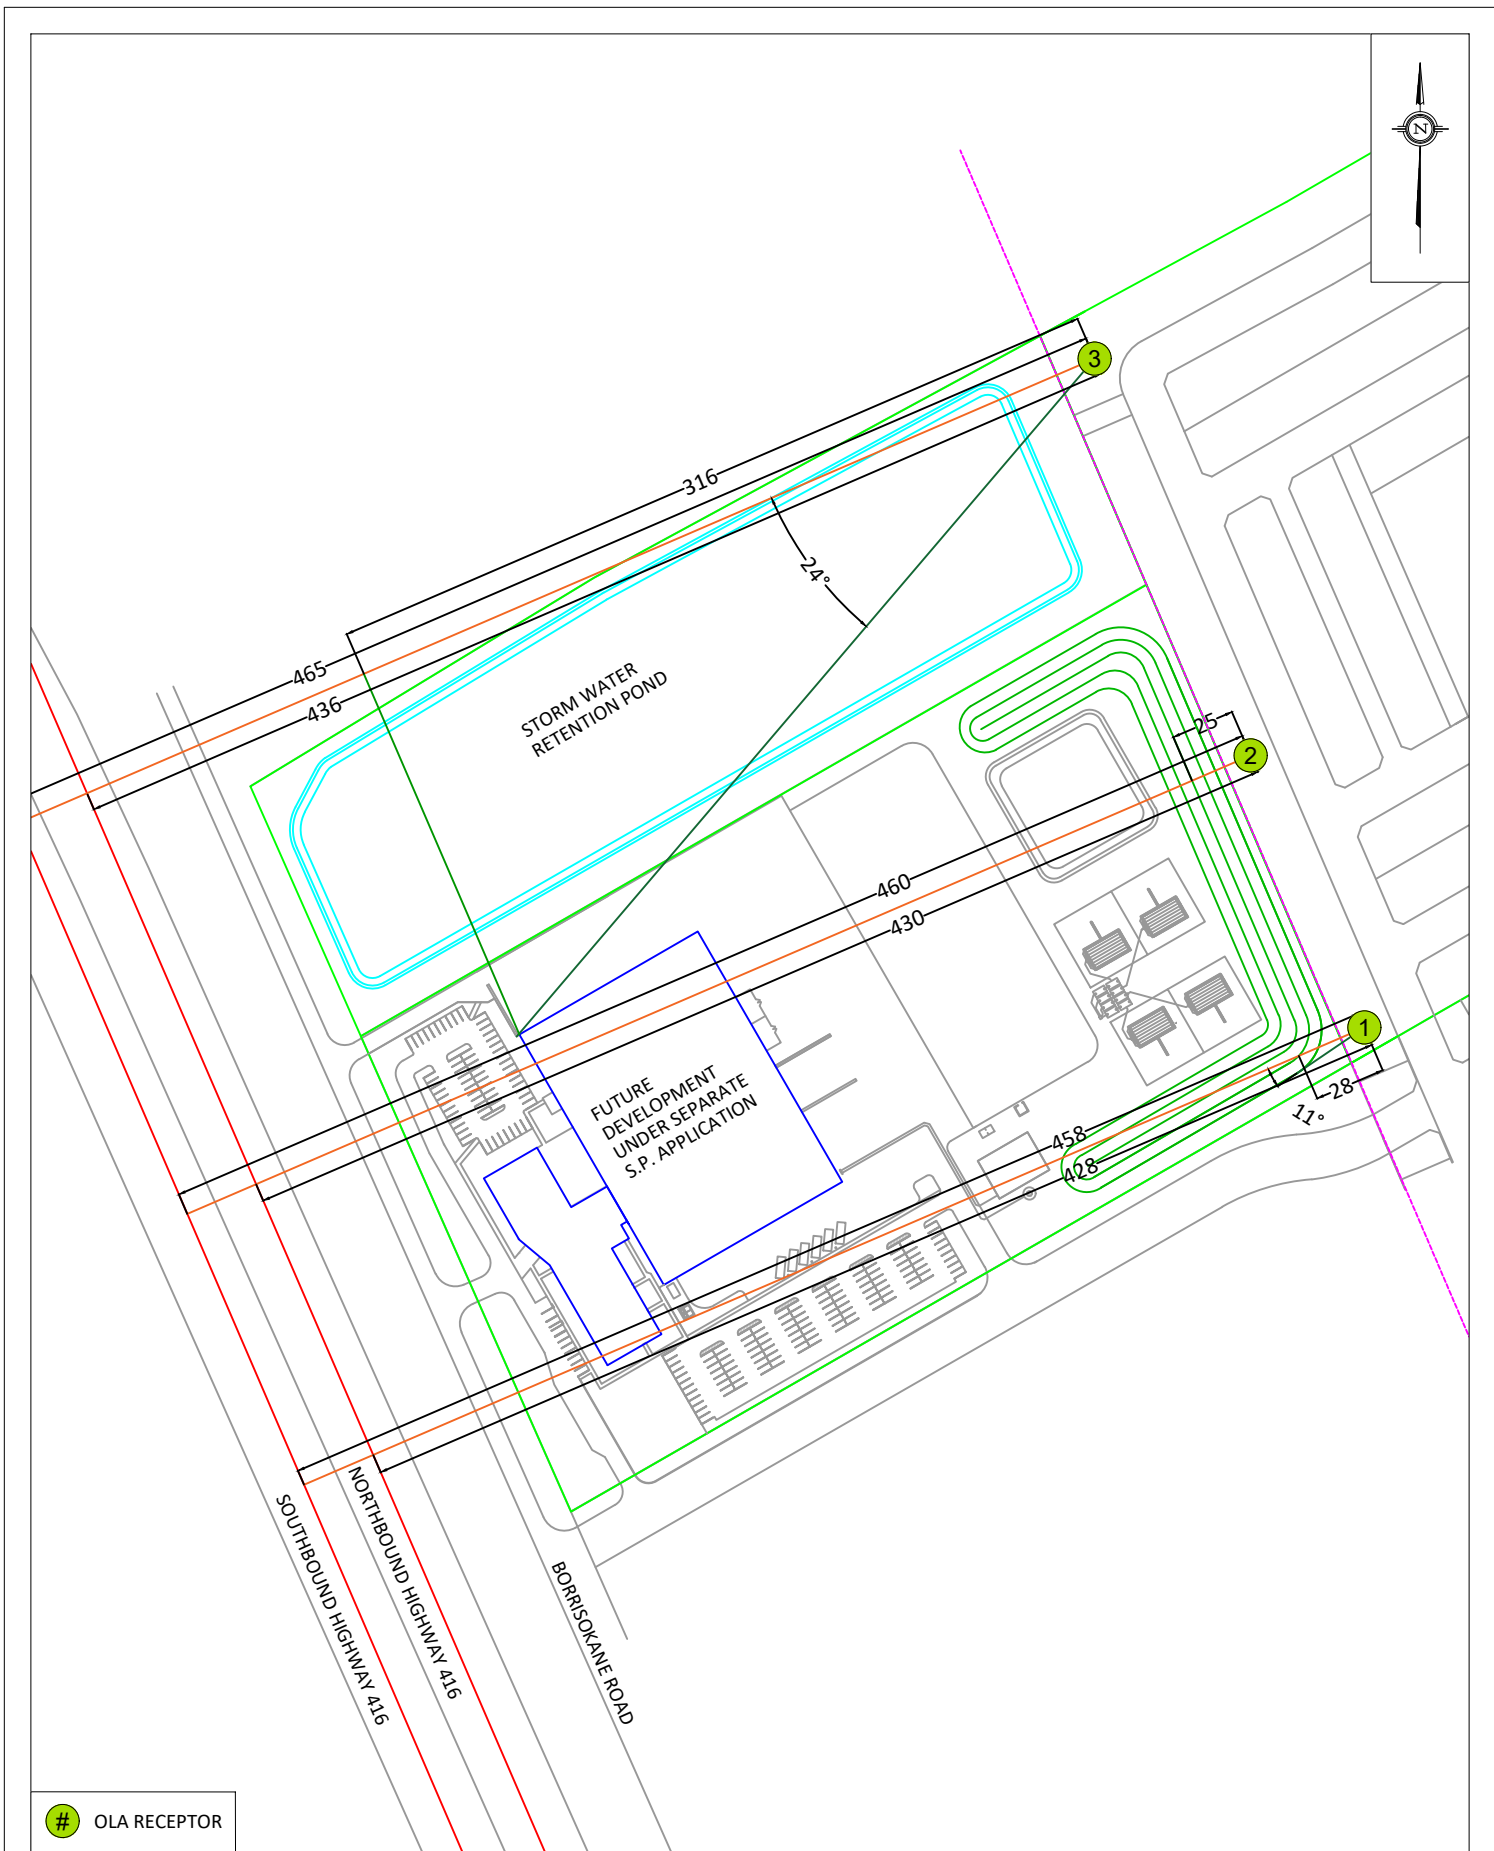 N
3
316
24°
465
436
STORM WATER
RETENTION POND
25
2
460
430
1
28
11°
458
428
FUTURE
DEVELOPMENT
UNDER SEPARATE
S.P. APPLICATION
SOUTHBOUND HIGHWAY 416
NORTHBOUND HIGHWAY 416
BORRISOKANE ROAD
# OLA RECEPTOR